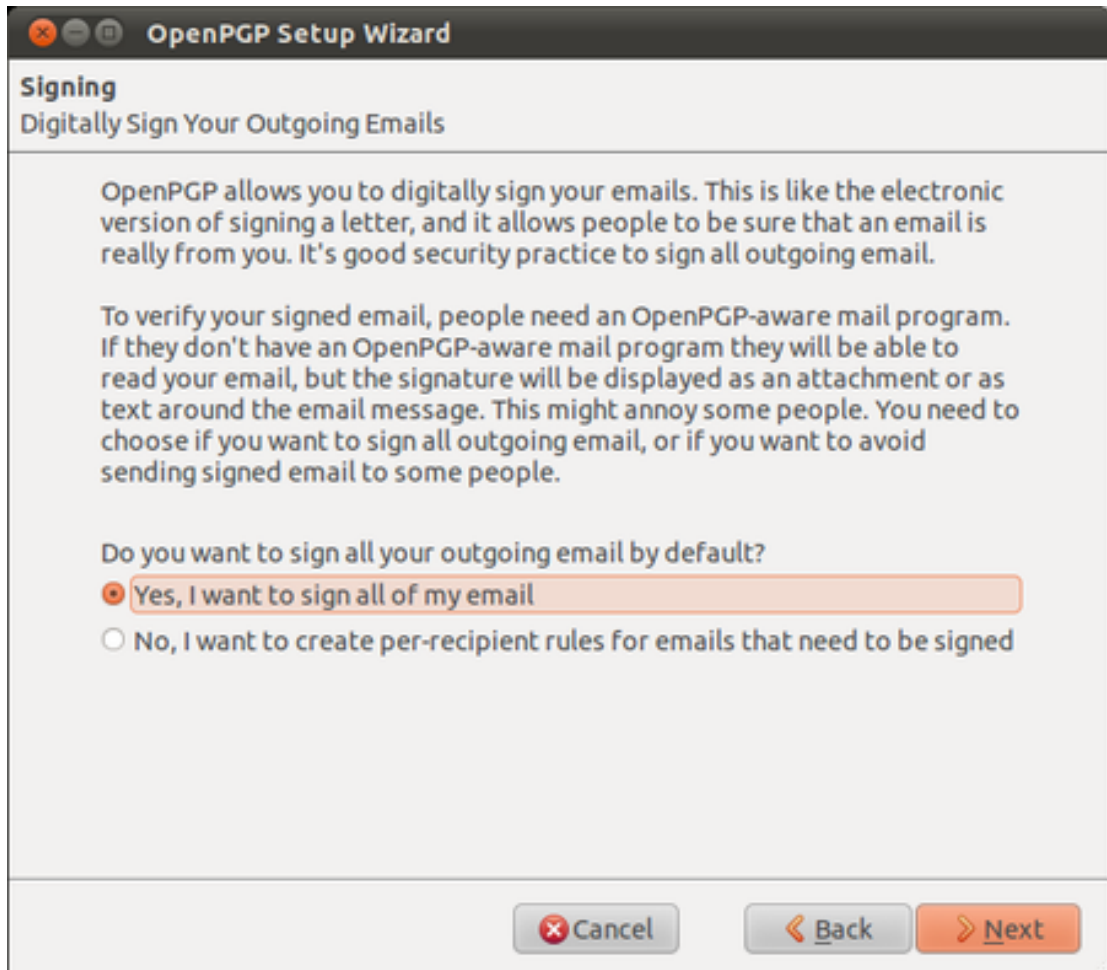 OpenPGP Setup Wizard
Signing
Digitally Sign Your Outgoing Emails
OpenPGP allows you to digitally sign your emails. This is like the electronic
version of signing a letter, and it allows people to be sure that an email is
really from you. It's good security practice to sign all outgoing email.
To verify your signed email, people need an OpenPGP-aware mail program.
If they don't have an OpenPGP-aware mail program they will be able to
read your email, but the signature will be displayed as an attachment or as
text around the email message. This might annoy some people. You need to
choose if you want to sign all outgoing email, or if you want to avoid
sending signed email to some people.
Do you want to sign all your outgoing email by default?
Yes, I want to sign all of my email
No, I want to create per-recipient rules for emails that need to be signed
Cancel Back Next